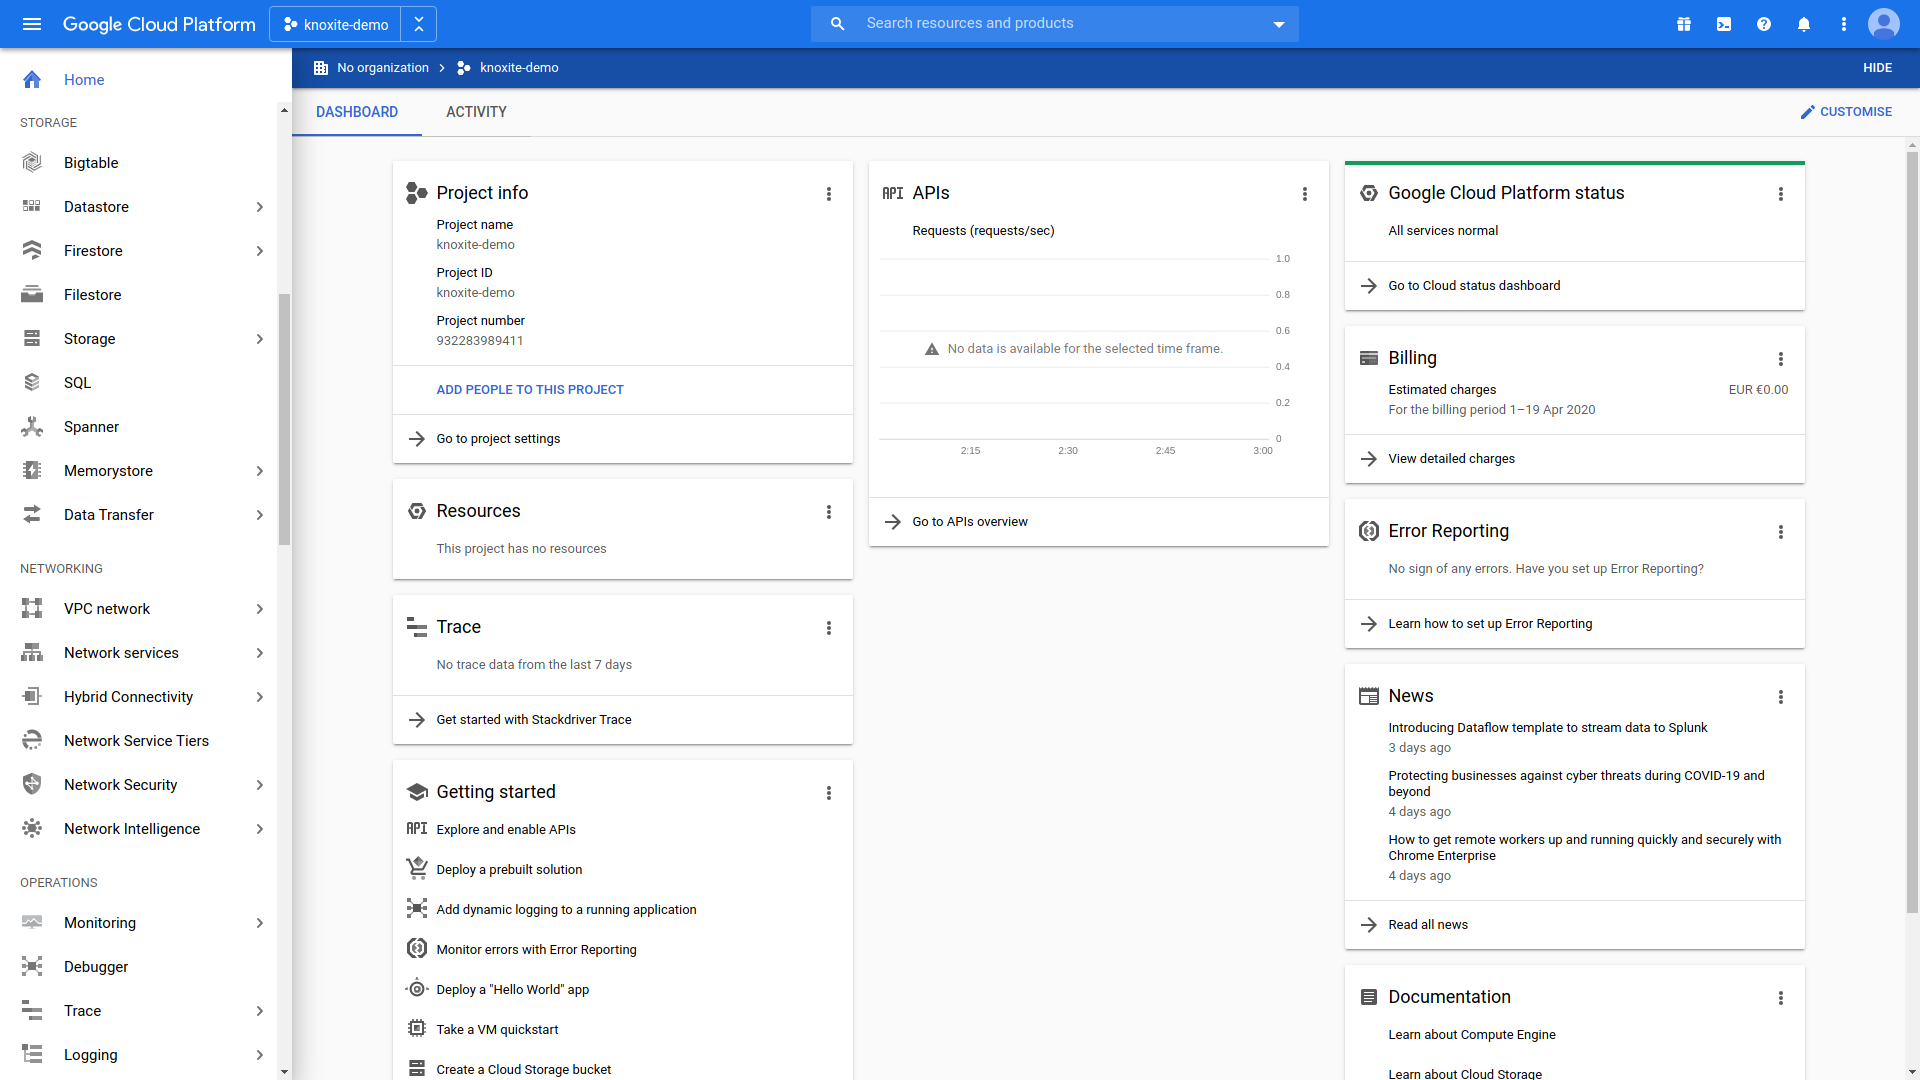 Google Cloud Platform
knoxite-demo
Search resources and products
No organization
knoxite-demo
HIDE
Home
STORAGE
Bigtable
Datastore
Firestore
Filestore
Storage
SQL
Spanner
Memorystore
Data Transfer
NETWORKING
VPC network
Network services
Hybrid Connectivity
Network Service Tiers
Network Security
Network Intelligence
OPERATIONS
Monitoring
Debugger
Trace
Logging
DASHBOARD
ACTIVITY
CUSTOMISE
Project info
Project name
knoxite-demo
Project ID
knoxite-demo
Project number
932283989411
ADD PEOPLE TO THIS PROJECT
Go to project settings
Resources
This project has no resources
Trace
No trace data from the last 7 days
Get started with Stackdriver Trace
Getting started
API Explore and enable APIs
Deploy a prebuilt solution
Add dynamic logging to a running application
Monitor errors with Error Reporting
Deploy a "Hello World" app
Take a VM quickstart
Create a Cloud Storage bucket
API APIs
Requests (requests/sec)
1.0
0.8
0.6
No data is available for the selected time frame.
0.4
0.2
0
2:15 2:30 2:45 3:00
Go to APIs overview
Google Cloud Platform status
All services normal
Go to Cloud status dashboard
Billing
Estimated charges EUR €0.00
For the billing period 1–19 Apr 2020
View detailed charges
Error Reporting
No sign of any errors. Have you set up Error Reporting?
Learn how to set up Error Reporting
News
Introducing Dataflow template to stream data to Splunk
3 days ago
Protecting businesses against cyber threats during COVID-19 and
beyond
4 days ago
How to get remote workers up and running quickly and securely with
Chrome Enterprise
4 days ago
Read all news
Documentation
Learn about Compute Engine
Learn about Cloud Storage